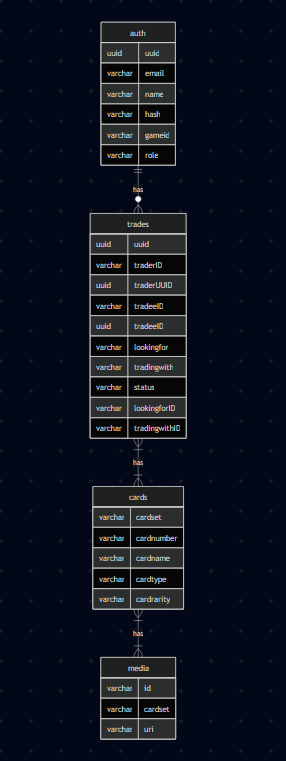 auth
uuid uuid
varchar email
varchar name
varchar hash
varchar gameid
varchar role
has
trades
uuid uuid
varchar traderID
uuid traderUUID
varchar tradeeID
uuid tradeeID
varchar lookingfor
varchar tradingwith
varchar status
varchar lookingforID
varchar tradingwithID
has
cards
varchar cardset
varchar cardnumber
varchar cardname
varchar cardtype
varchar cardrarity
has
media
varchar id
varchar cardset
varchar uri